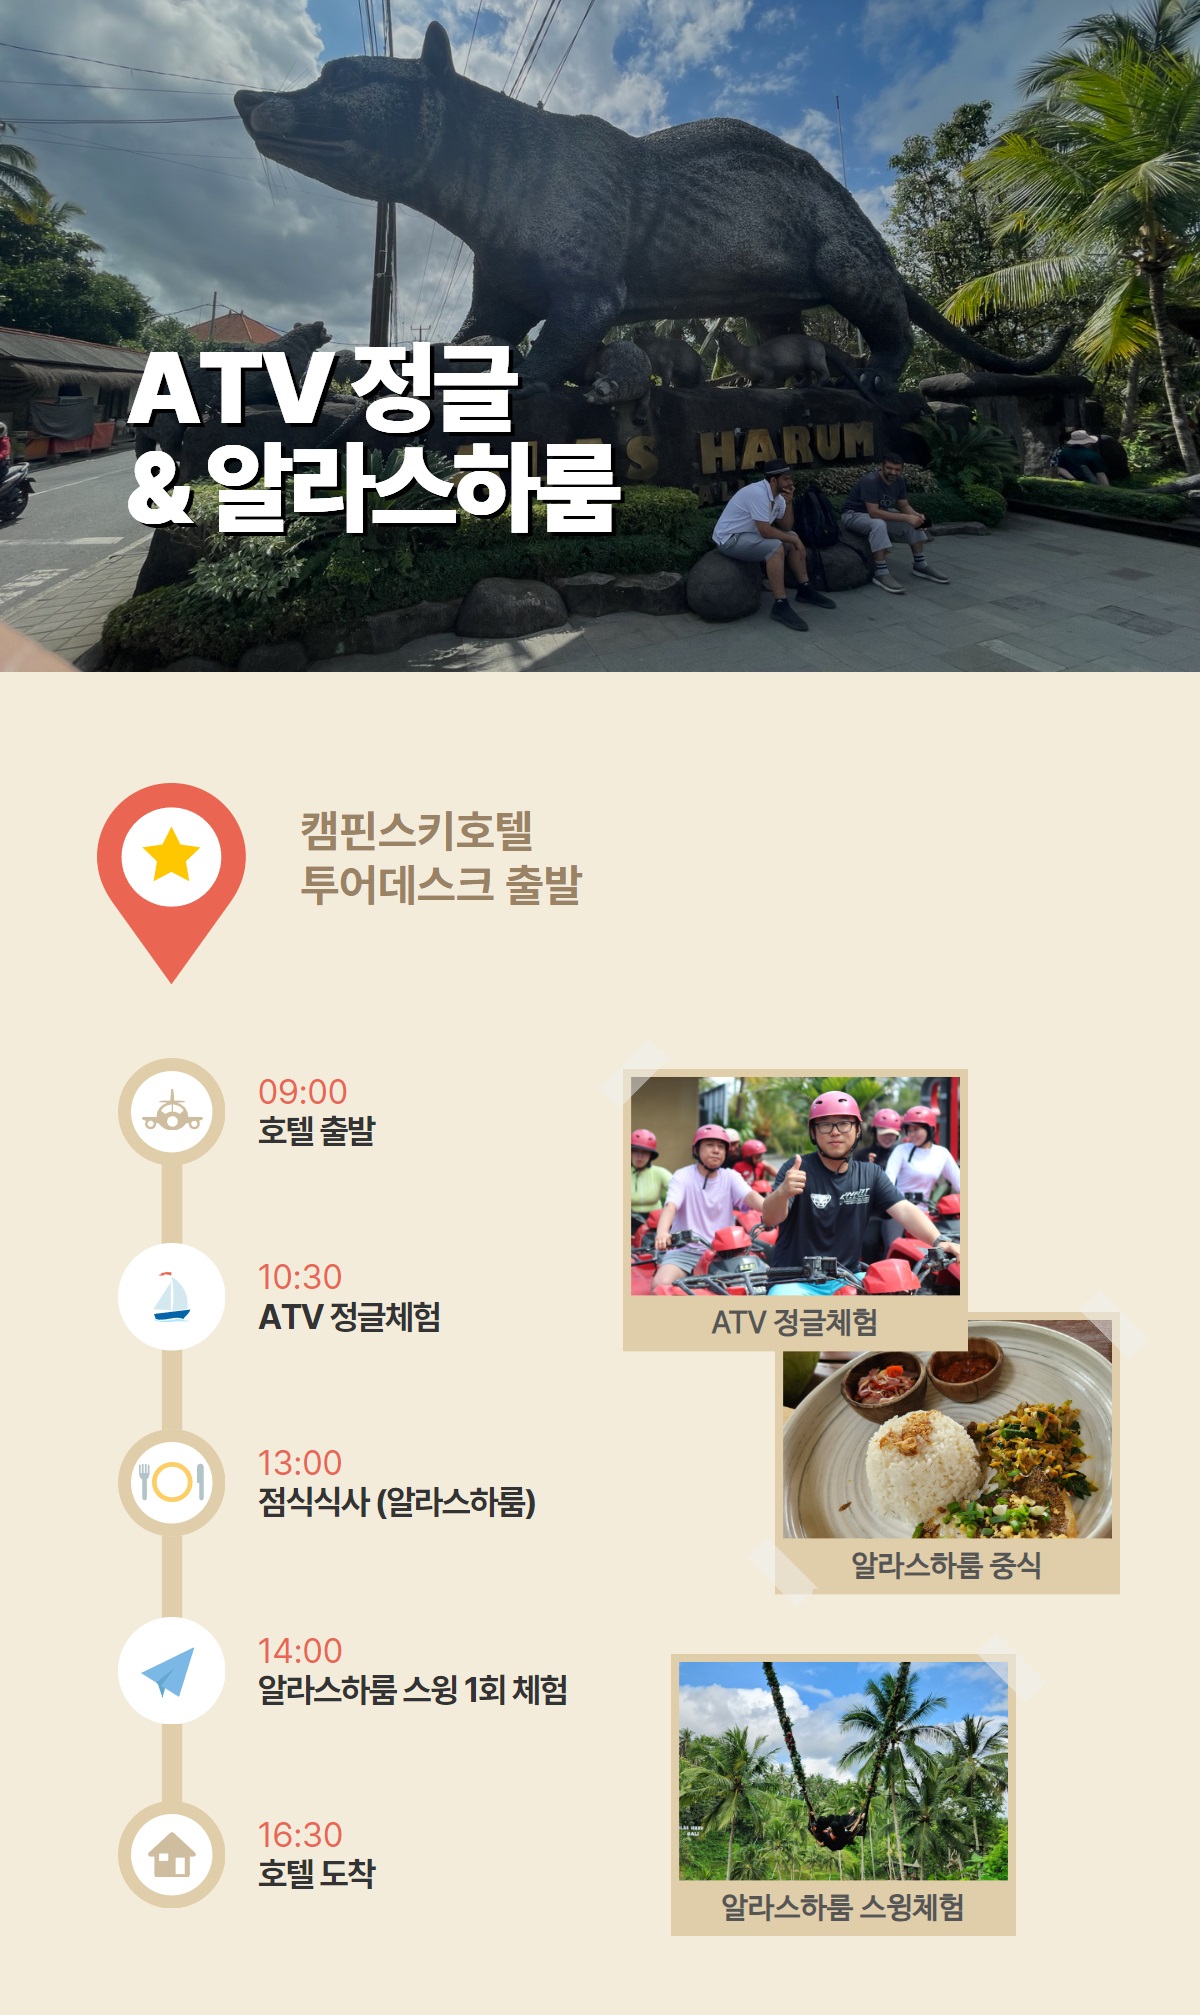 ATV 정글
& 알라스하룸
HARUM
캠핀스키호텔
투어데스크 출발
09:00
호텔 출발
10:30
ATV 정글체험
13:00
점식식사 (알라스하룸)
14:00
알라스하룸 스윙 1회 체험
16:30
호텔 도착
ATV 정글체험
알라스하룸 중식
알라스하룸 스윙체험